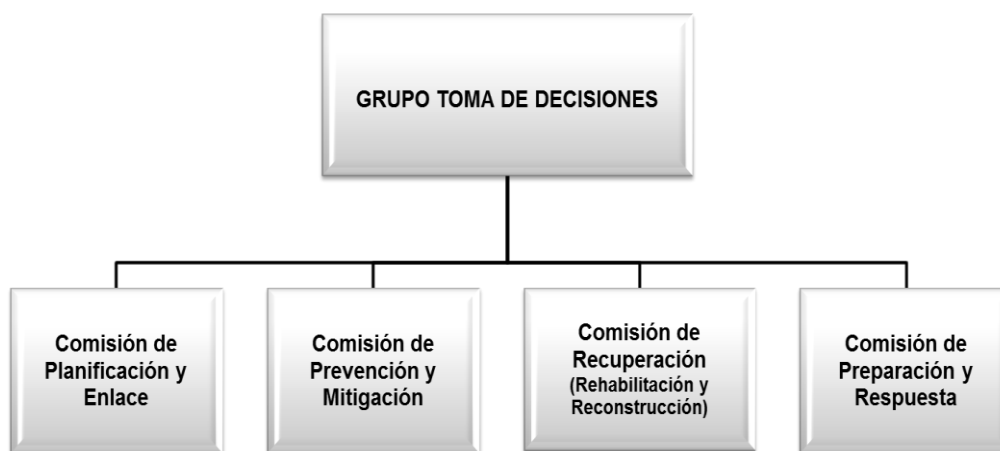 GRUPO TOMA DE DECISIONES
Comisión de
Planificación y
Enlace
Comisión de
Prevención y
Mitigación
Comisión de
Recuperación
(Rehabilitación y
Reconstrucción)
Comisión de
Preparación y
Respuesta